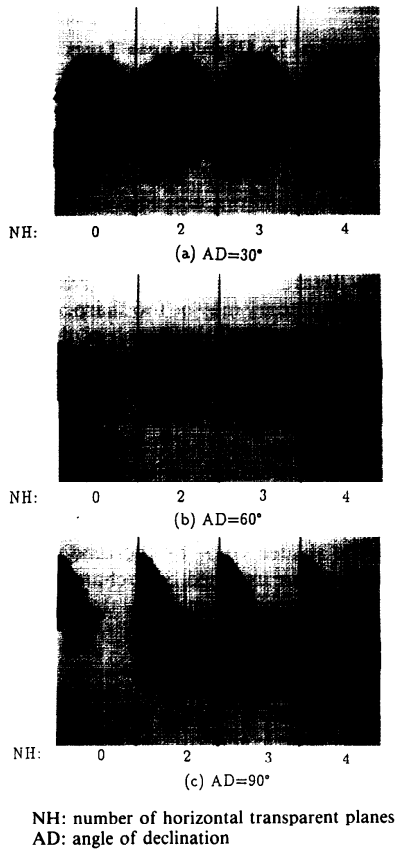 NH: 0 2 3 4
(a) AD=30°
NH: 0 2 3 4
(b) AD=60°
NH: 0 2 3 4
(c) AD=90°
NH: number of horizontal transparent planes
AD: angle of declination